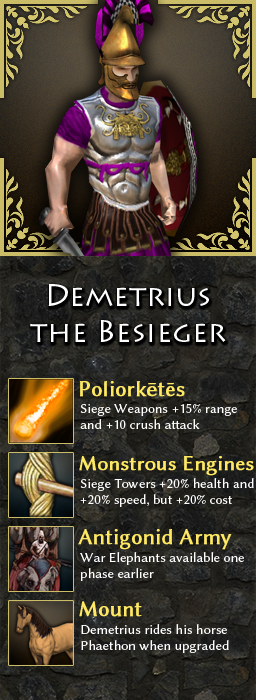 Demetrius
the Besieger
Poliorkētēs
Siege Weapons +15% range
and +10 crush attack
Monstrous Engines
Siege Towers +20% health and
+20% speed, but +20% cost
Antigonid Army
War Elephants available one
phase earlier
Mount
Demetrius rides his horse
Phaethon when upgraded